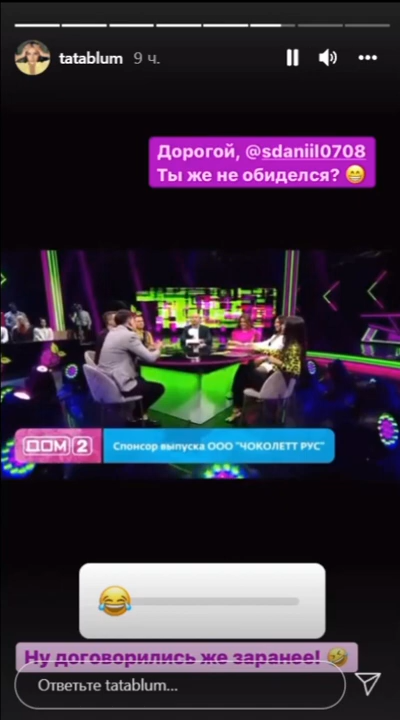 tatablum 9 ч.
Дорогой, @sdaniil0708
Ты же не обиделся? 😁
ДОМ 2
Спонсор выпуска ООО "ЧОКОЛЕТТ РУС"
Ну договорились же заранее! 🤣
Ответьте tatablum...